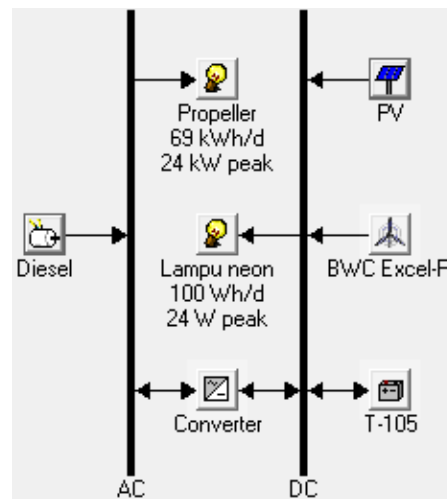 Propeller
69 kWh/d
24 kW peak
PV
Diesel
Lampu neon
100 Wh/d
24 W peak
BWC Excel-R
Converter
T-105
AC
DC